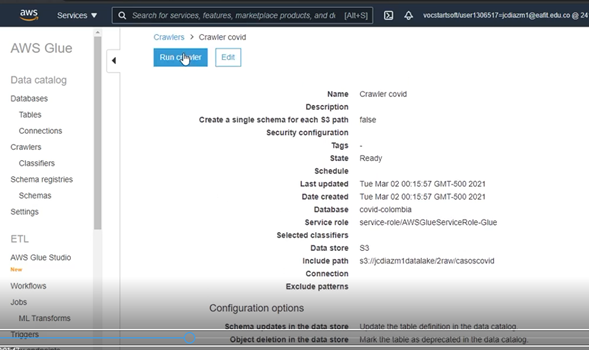 aws Services ▼ Search for services, features, marketplace products, and d [Alt+S] vocstartsoft/user1306517=jcdiazm1@eafit.edu.co @ 24
AWS Glue
Data catalog
Databases
Tables
Connections
Crawlers
Classifiers
Schema registries
Schemas
Settings
ETL
AWS Glue Studio
New
Workflows
Jobs
ML Transforms
Triggers
Crawlers > Crawler covid
Run crawler Edit
Name Crawler covid
Description
Create a single schema for each S3 path false
Security configuration
Tags -
State Ready
Schedule
Last updated Tue Mar 02 00:15:57 GMT-500 2021
Date created Tue Mar 02 00:15:57 GMT-500 2021
Database covid-colombia
Service role service-role/AWSGlueServiceRole-Glue
Selected classifiers
Data store S3
Include path s3://jcdiazm1datalake/2raw/casoscovid
Connection
Exclude patterns
Configuration options
Schema updates in the data store Update the table definition in the data catalog.
Object deletion in the data store Mark the table as deprecated in the data catalog.